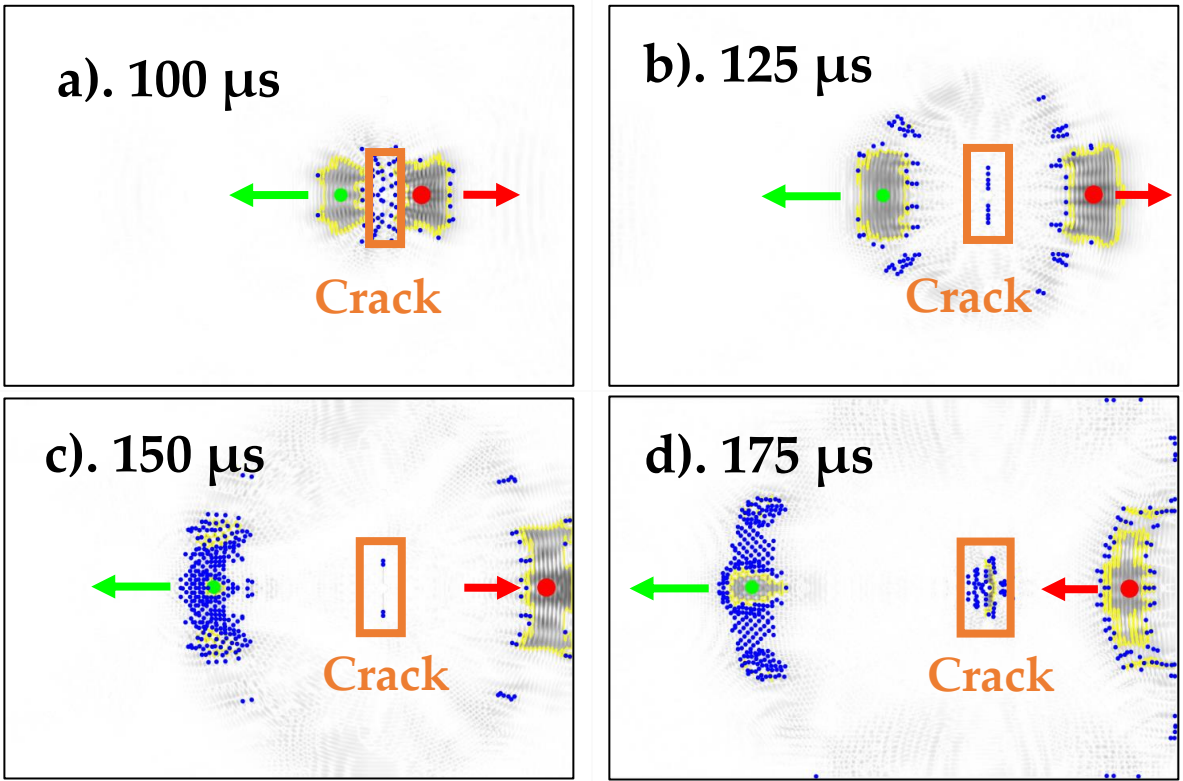 a). 100 μs
Crack
b). 125 μs
Crack
c). 150 μs
Crack
d). 175 μs
Crack